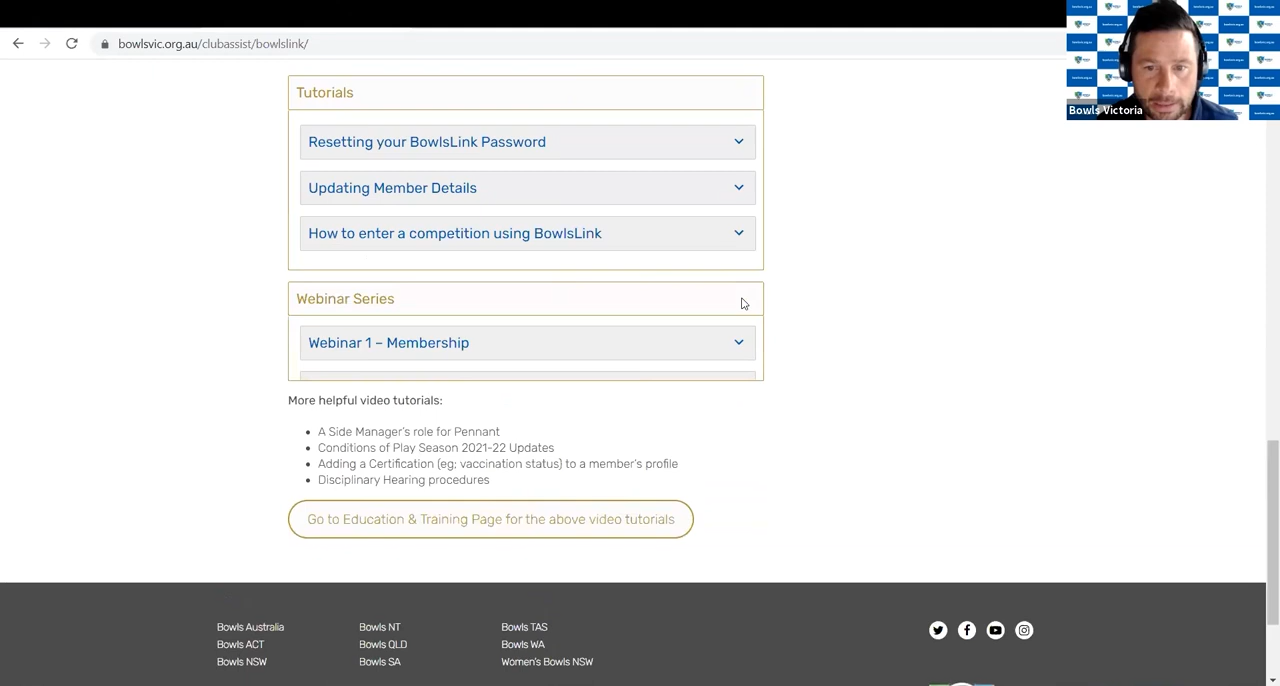 bowlsvic.org.au/clubassist/bowlslink/
Bowls Victoria
Tutorials
Resetting your BowlsLink Password
Updating Member Details
How to enter a competition using BowlsLink
Webinar Series
Webinar 1 – Membership
More helpful video tutorials:
• A Side Manager's role for Pennant
• Conditions of Play Season 2021-22 Updates
• Adding a Certification (eg; vaccination status) to a member's profile
• Disciplinary Hearing procedures
Go to Education & Training Page for the above video tutorials
Bowls Australia
Bowls ACT
Bowls NSW
Bowls NT
Bowls QLD
Bowls SA
Bowls TAS
Bowls WA
Women's Bowls NSW